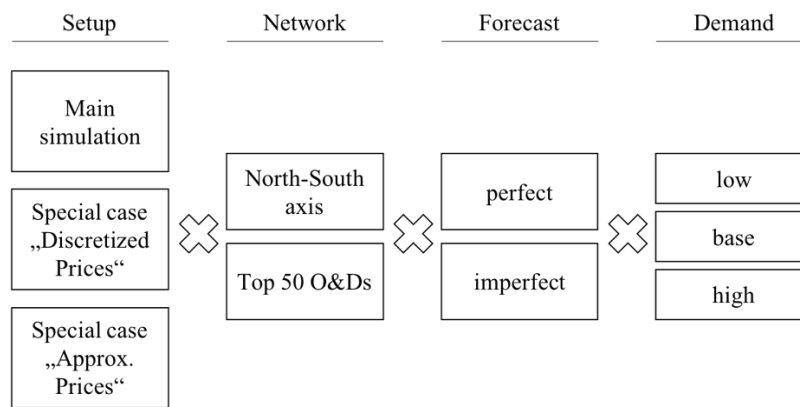 Setup
Network
Forecast
Demand
Main
simulation
Special case
„Discretized
Prices“
Special case
„Approx.
Prices“
North-South
axis
Top 50 O&Ds
perfect
imperfect
low
base
high